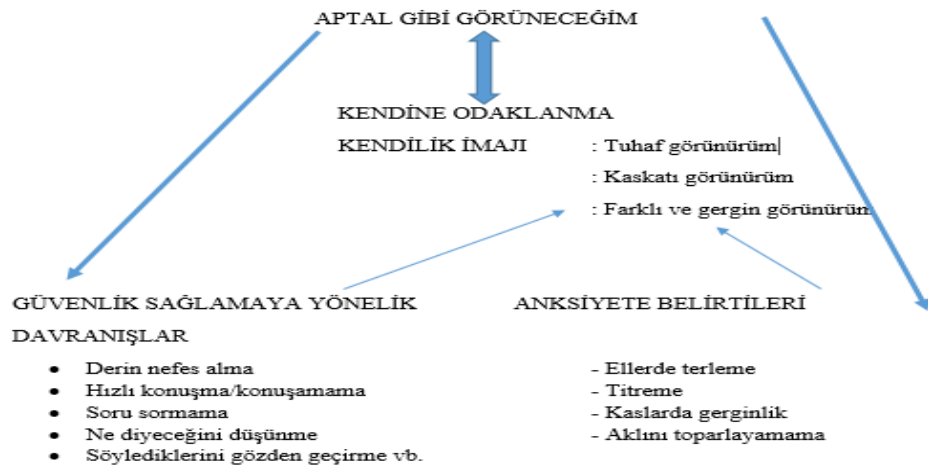 APTAL GİBİ GÖRÜNECEĞİM
KENDİNE ODAKLANMA
KENDİLİK İMAJI : Tuhaf görünürüm
: Kaskatı görünürüm
: Farklı ve gergin görünürüm
GÜVENLİK SAĞLAMAYA YÖNELİK
DAVRANIŞLAR
• Derin nefes alma
• Hızlı konuşma/konuşamama
• Soru sormama
• Ne diyeceğini düşünme
• Söylediklerini gözden geçirme vb.
ANKSİYETE BELİRTİLERİ
- Ellerde terleme
- Titreme
- Kaslarda gerginlik
- Aklını toparlayamama